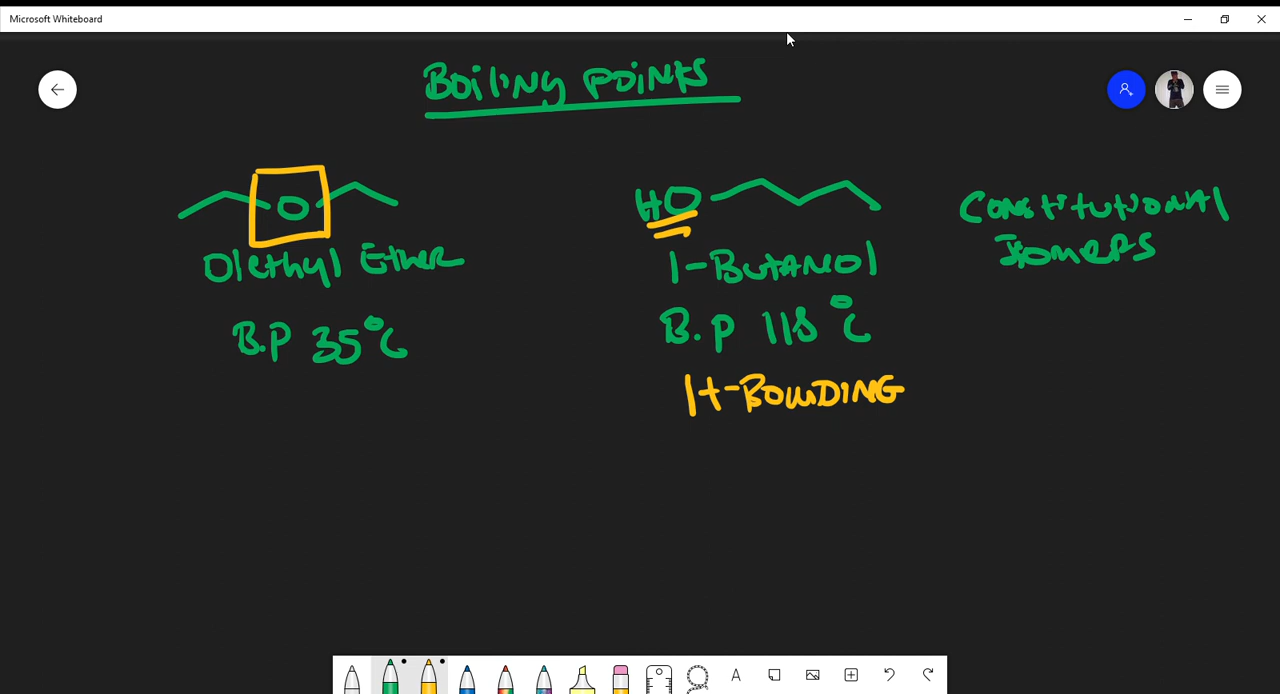 Microsoft Whiteboard
Boiling points
O
HO
Constitutional
Isomers
Diethyl Ether
1-Butanol
B.P 35°C
B.P 118°C
H-BONDING
A